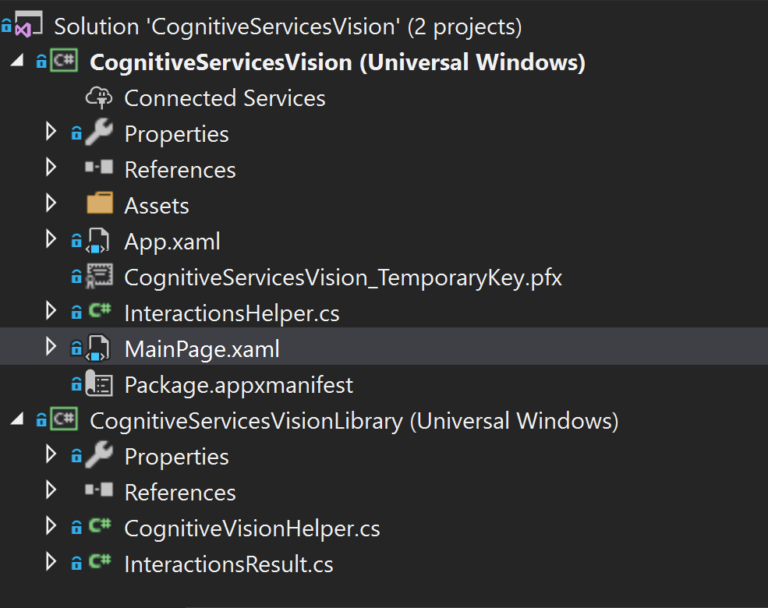 Solution 'CognitiveServicesVision' (2 projects)
C# CognitiveServicesVision (Universal Windows)
Connected Services
Properties
References
Assets
App.xaml
CognitiveServicesVision_TemporaryKey.pfx
C# InteractionsHelper.cs
MainPage.xaml
Package.appxmanifest
C# CognitiveServicesVisionLibrary (Universal Windows)
Properties
References
C# CognitiveVisionHelper.cs
C# InteractionsResult.cs